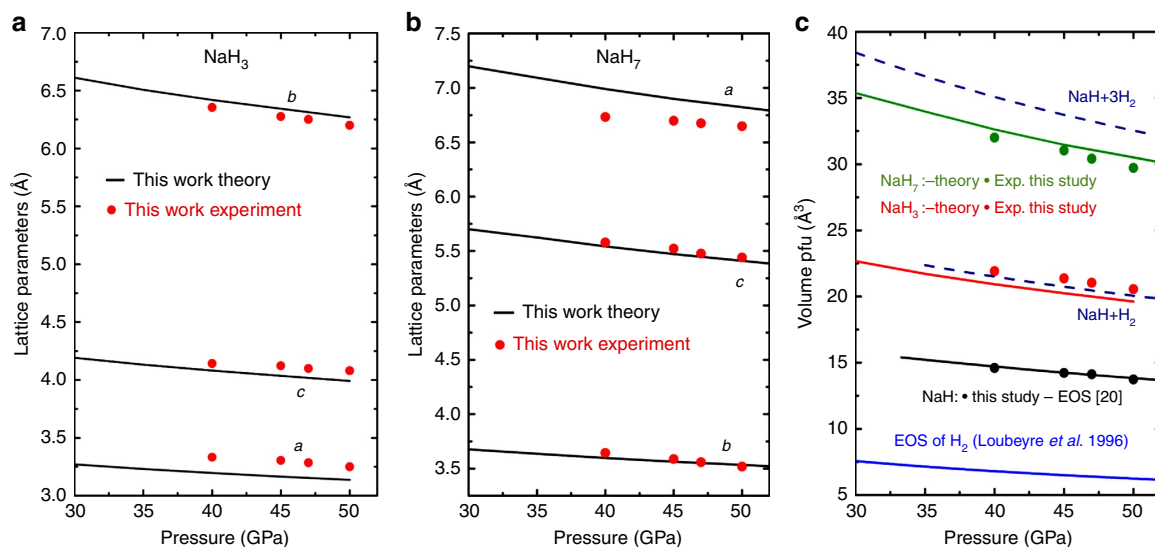 a
7.0
6.5
6.0
5.5
5.0
4.5
4.0
3.5
3.0
Lattice parameters (Å)
NaH3
b
This work theory
This work experiment
c
a
30 35 40 45 50
Pressure (GPa)
b
7.5
7.0
6.5
6.0
5.5
5.0
4.5
4.0
3.5
Lattice parameters (Å)
NaH7
a
c
This work theory
This work experiment
b
30 35 40 45 50
Pressure (GPa)
c
40
35
30
25
20
15
10
5
Volume pfu (Å3)
NaH+3H2
NaH7 :–theory • Exp. this study
NaH3 :–theory • Exp. this study
NaH+H2
NaH: • this study – EOS [20]
EOS of H2 (Loubeyre et al. 1996)
30 35 40 45 50
Pressure (GPa)